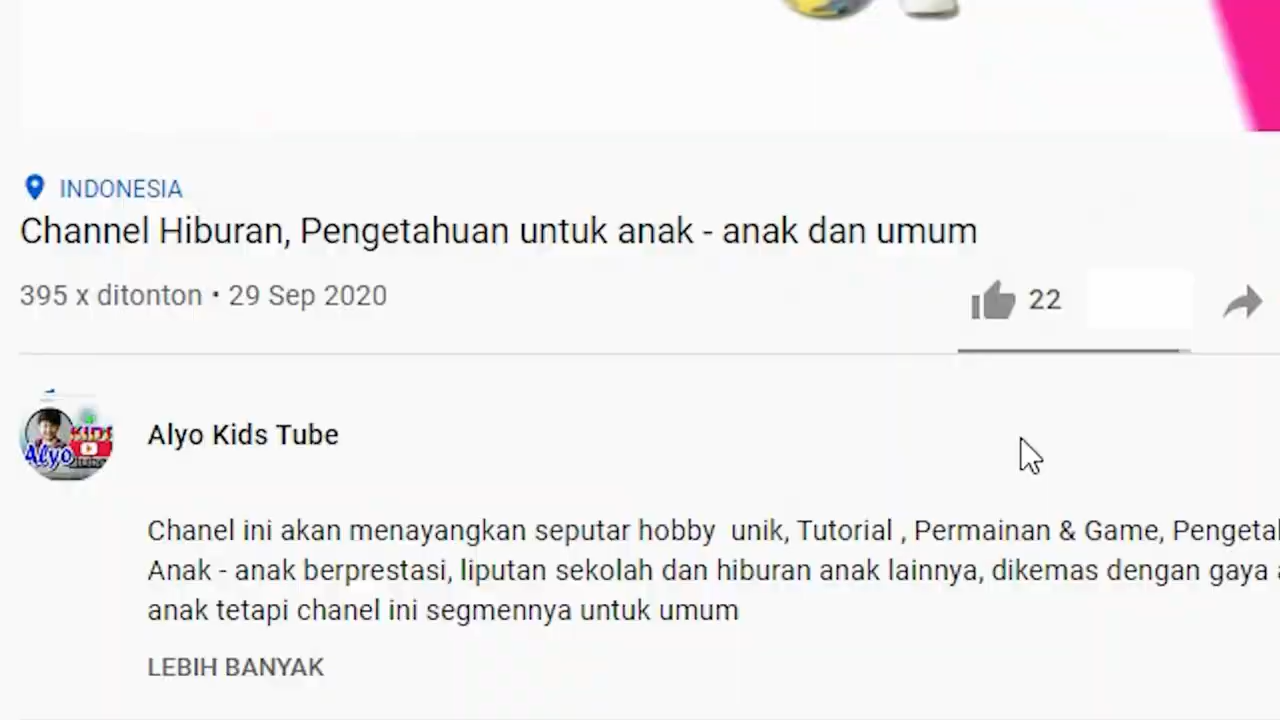 INDONESIA
Channel Hiburan, Pengetahuan untuk anak - anak dan umum
395 x ditonton • 29 Sep 2020
22
KIDS
Alyo
Alyo Kids Tube
Chanel ini akan menayangkan seputar hobby unik, Tutorial , Permainan & Game,
Anak - anak berprestasi, liputan sekolah dan hiburan anak lainnya, dikemas dengan gaya
anak tetapi chanel ini segmennya untuk umum
LEBIH BANYAK